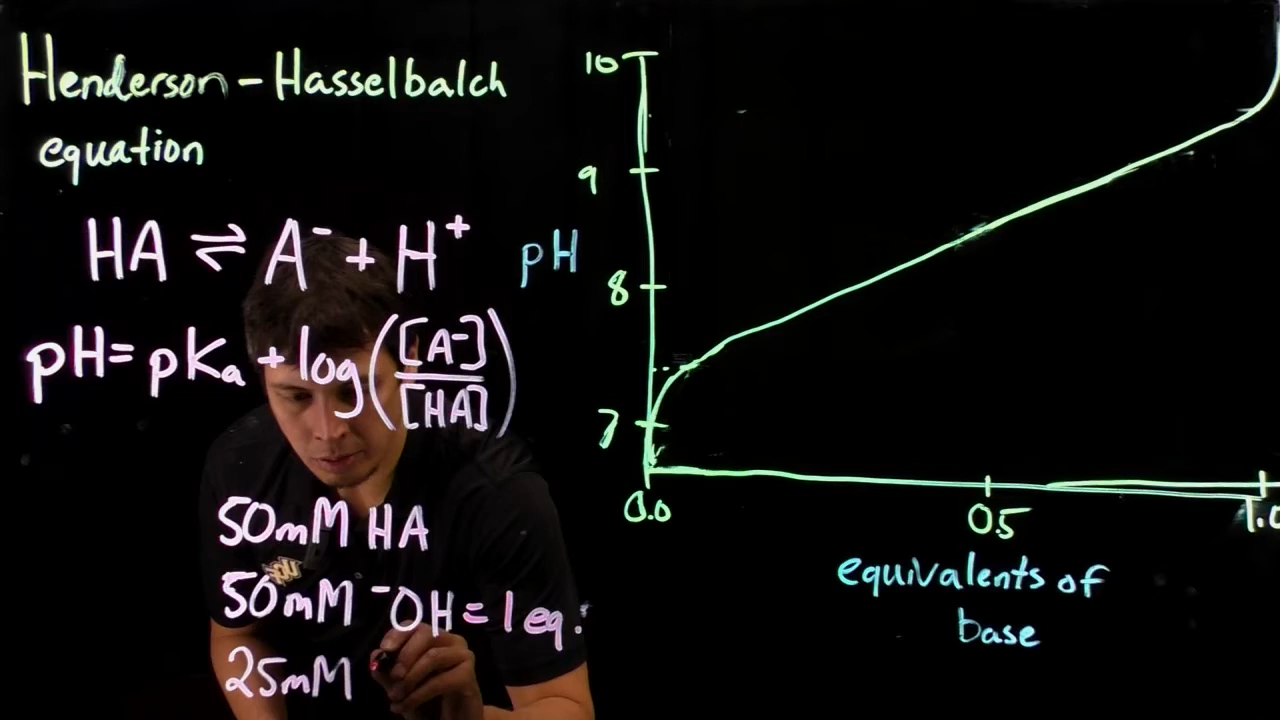 Henderson-Hasselbalch
equation
HA ⇌ A⁻ + H⁺
pH = pKa + log([A⁻]/[HA])
50mM HA
50mM ⁻OH = 1 eq.
25mM
pH
10
9
8
7
0.0
0.5
1.0
equivalents of
base